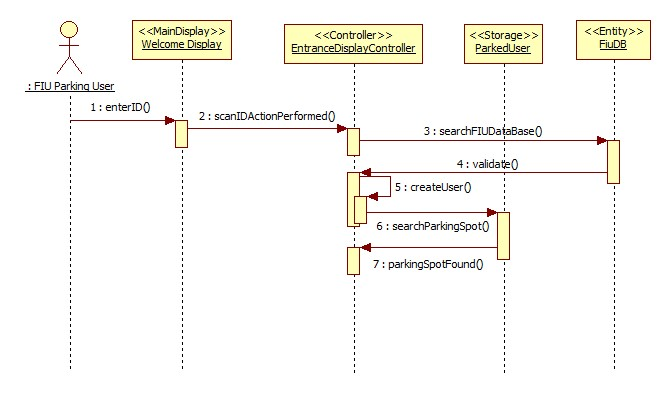 <<MainDisplay>>
Welcome Display
<<Controller>>
EntranceDisplayController
<<Storage>>
ParkedUser
<<Entity>>
FiuDB
: FIU Parking User
1 : enterID()
2 : scanIDActionPerformed()
3 : searchFIUDataBase()
4 : validate()
5 : createUser()
6 : searchParkingSpot()
7 : parkingSpotFound()